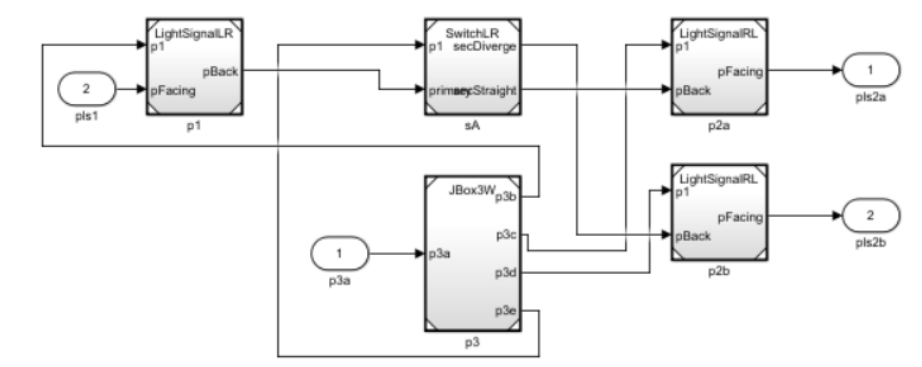 LightSignalLR
p1
pBack
pFacing
p1
2
pls1
SwitchLR
p1
secDiverge
primary
secStraight
sA
LightSignalRL
p1
pFacing
pBack
p2a
1
pls2a
JBox3W
p3b
p3c
p3a
p3d
p3e
p3
1
p3a
LightSignalRL
p1
pFacing
pBack
p2b
2
pls2b